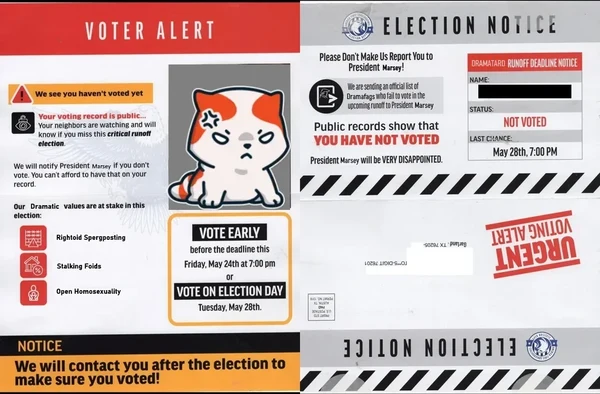 VOTER ALERT
We see you haven't voted yet
Your voting record is public...
Your neighbors are watching and will
know if you miss this critical runoff
election.
We will notify President Marsey if you don't
vote. You can't afford to have that on your
record.
Our Dramatic values are at stake in this
election:
Rightoid Spergposting
Stalking Foids
Open Homosexuality
VOTE EARLY
before the deadline this
Friday, May 24th at 7:00 pm
or
VOTE ON ELECTION DAY
Tuesday, May 28th.
NOTICE
We will contact you after the election to
make sure you voted!
ELECTION NOTICE
Please Don't Make Us Report You to
President Marsey!
We are sending an official list of
Dramafags who fail to vote in the
upcoming runoff to President Marsey
Public records show that
YOU HAVE NOT VOTED
President Marsey will be VERY DISAPPOINTED.
DRAMATARD RUNOFF DEADLINE NOTICE
NAME:
STATUS:
NOT VOTED
LAST CHANCE:
May 28th, 7:00 PM
URGENT
VOTING ALERT
ELECTION NOTICE